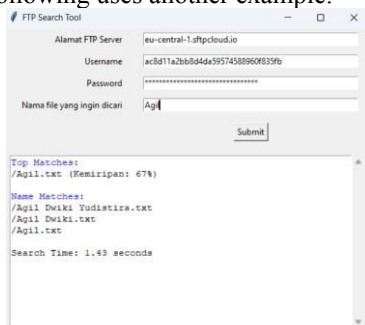 ollowing uses another example.
FTP Search Tool
Alamat FTP Server eu-central-1.sftpcloud.io
Username ac8d11a2bb8d4da59574588960f835fb
Password ********************************
Nama file yang ingin dicari Agil
Submit
Top Matches:
/Agil.txt (Kemiripan: 67%)
Name Matches:
/Agil Dwiki Yudistira.txt
/Agil Dwiki.txt
/Agil.txt
Search Time: 1.43 seconds